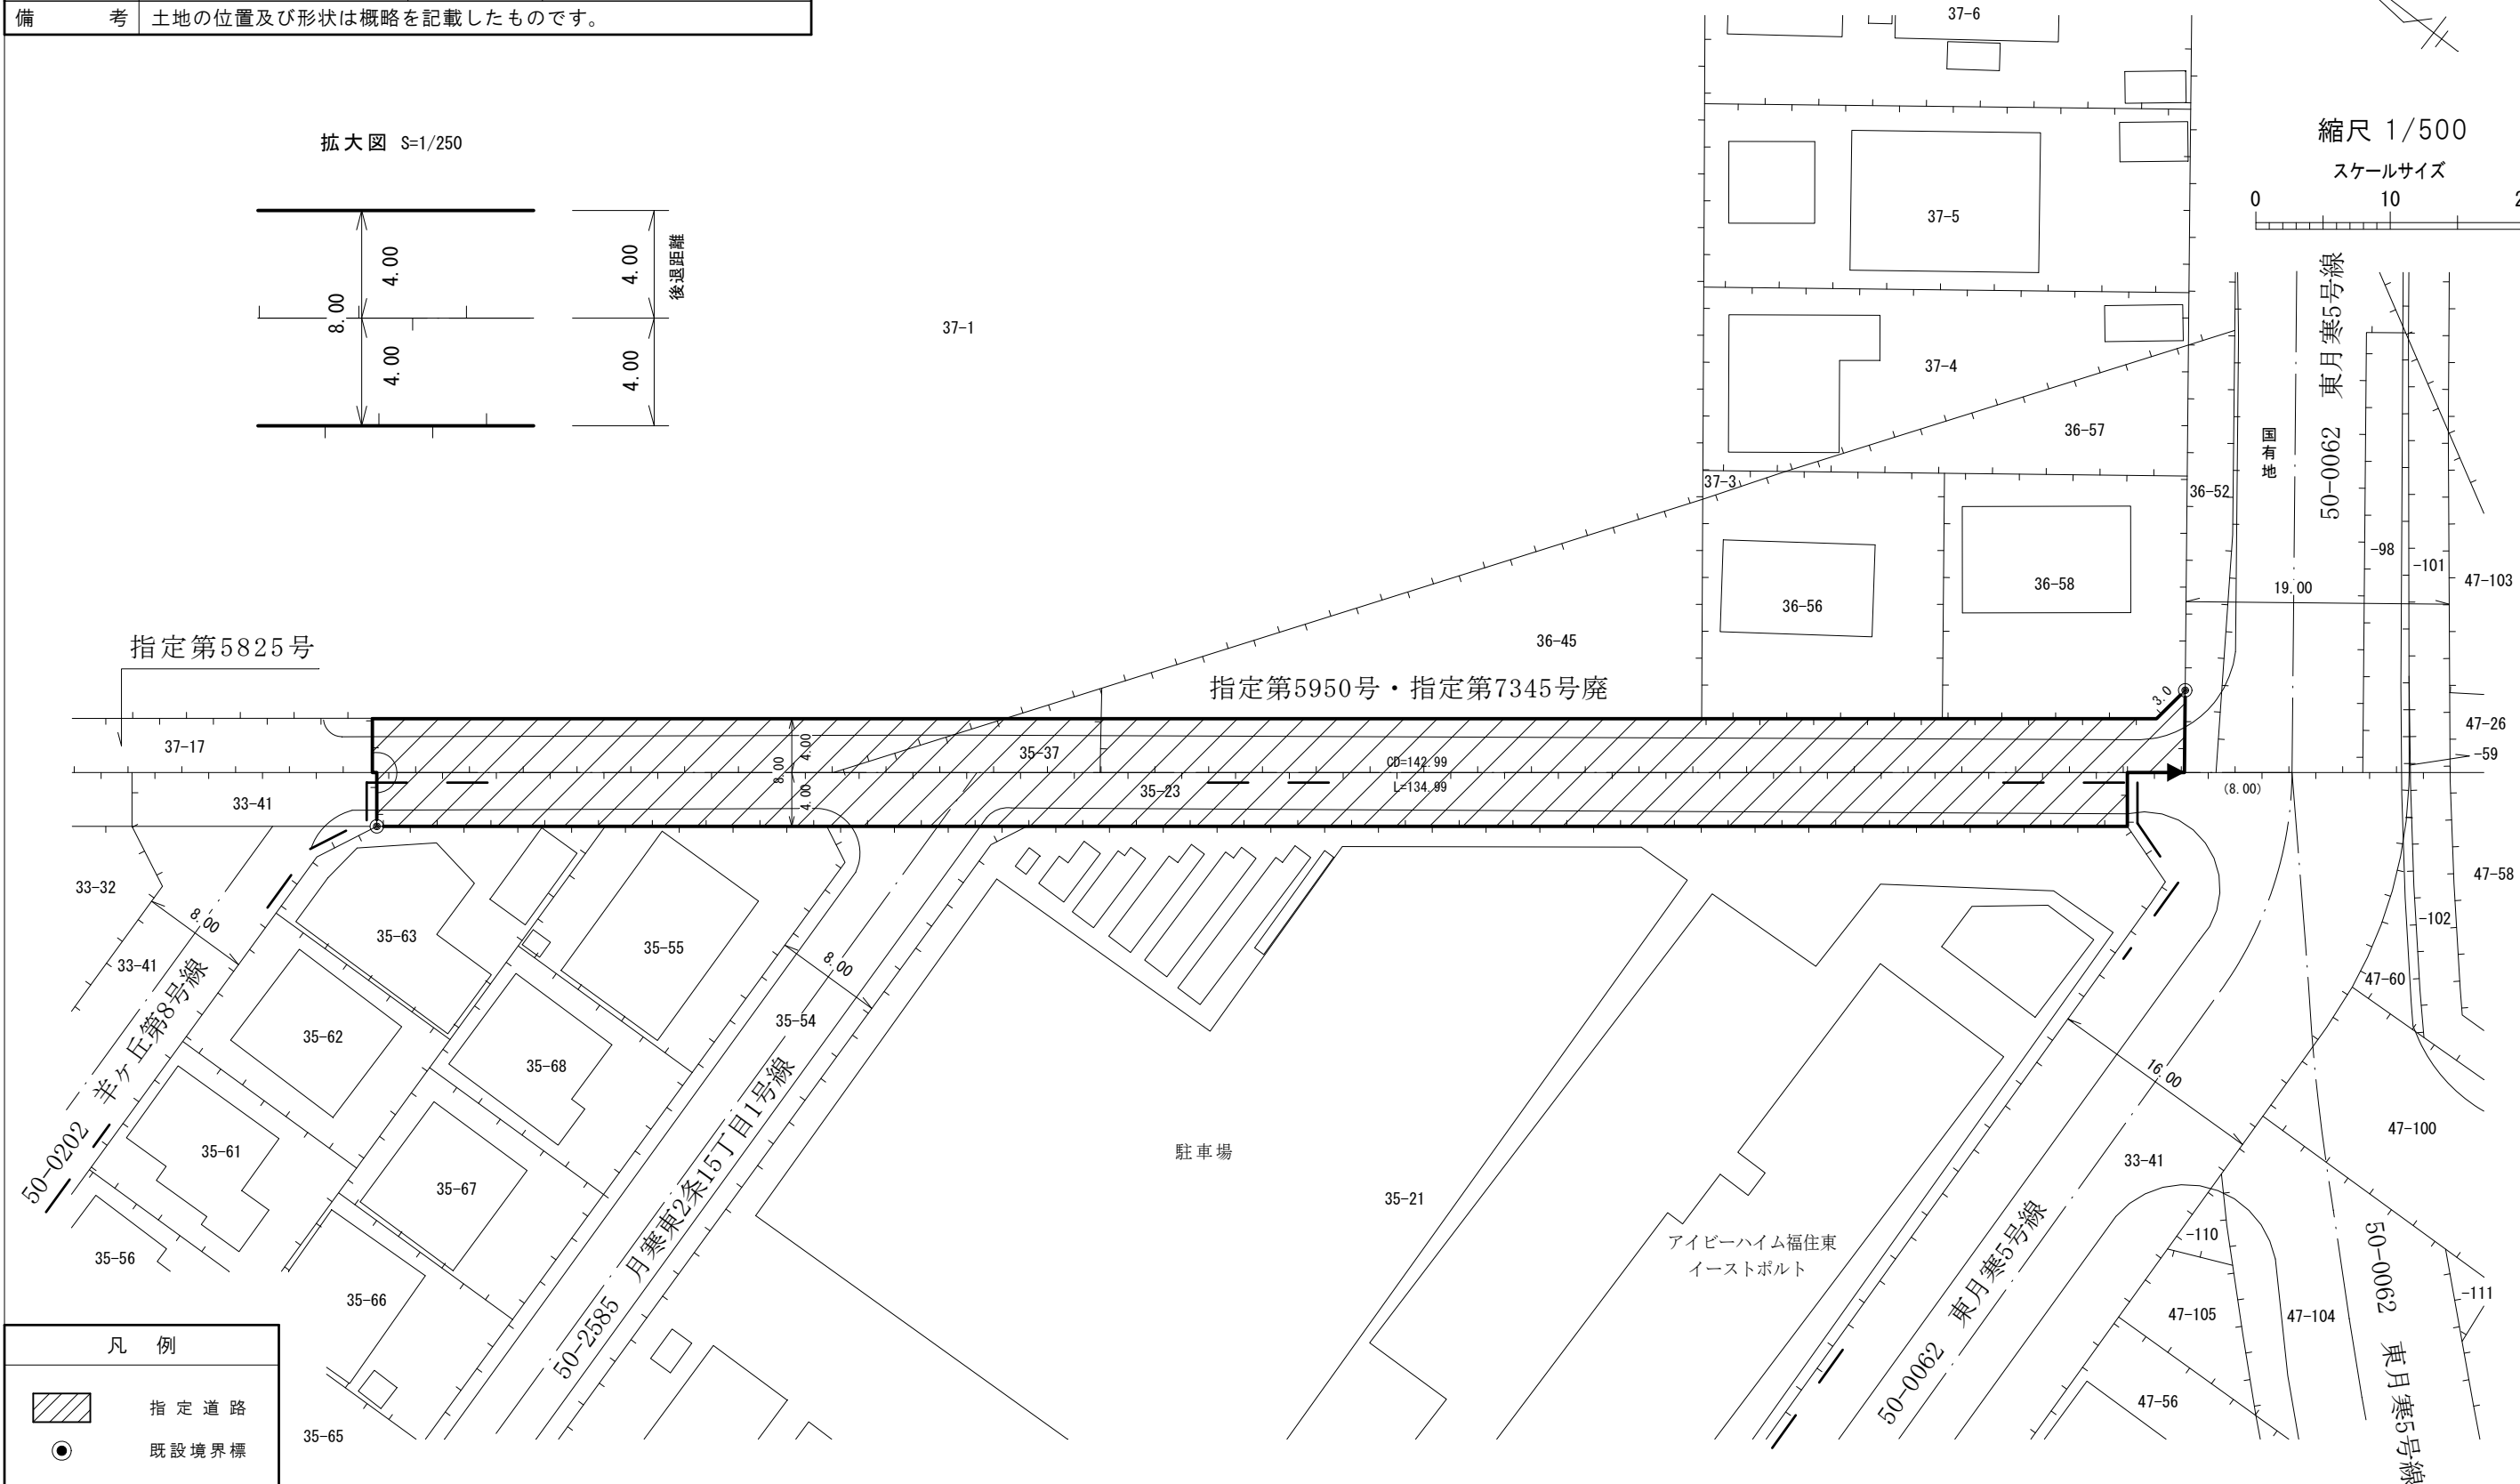 備　　　考 土地の位置及び形状は概略を記載したものです。
拡大図 S=1/250
4.00
8.00
4.00
4.00
4.00
後退距離
37-1
37-6
37-5
37-4
36-57
37-3
36-52
36-56
36-58
36-45
縮尺 1/500
スケールサイズ
0 10
国有地
50-0062 東月寒5号線
19.00
-98
-101
47-103
47-26
-59
47-58
-102
47-60
指定第5825号
指定第5950号・指定第7345号廃
3.0
37-17
33-41
33-32
8.00
33-41
4.00
8.00
4.00
35-37
35-23
CD=142.99
L=134.99
(8.00)
35-63
35-55
8.00
35-62
35-68
35-54
35-61
35-67
35-56
35-66
35-65
50-0202 羊ヶ丘第8号線
50-2585 月寒東2条15丁目1号線
駐車場
35-21
アイビーハイム福住東
イーストポルト
16.00
33-41
50-0062 東月寒5号線
47-100
-110
47-105
47-104
-111
47-56
50-0062 東月寒5号線
凡　例
指定道路
既設境界標